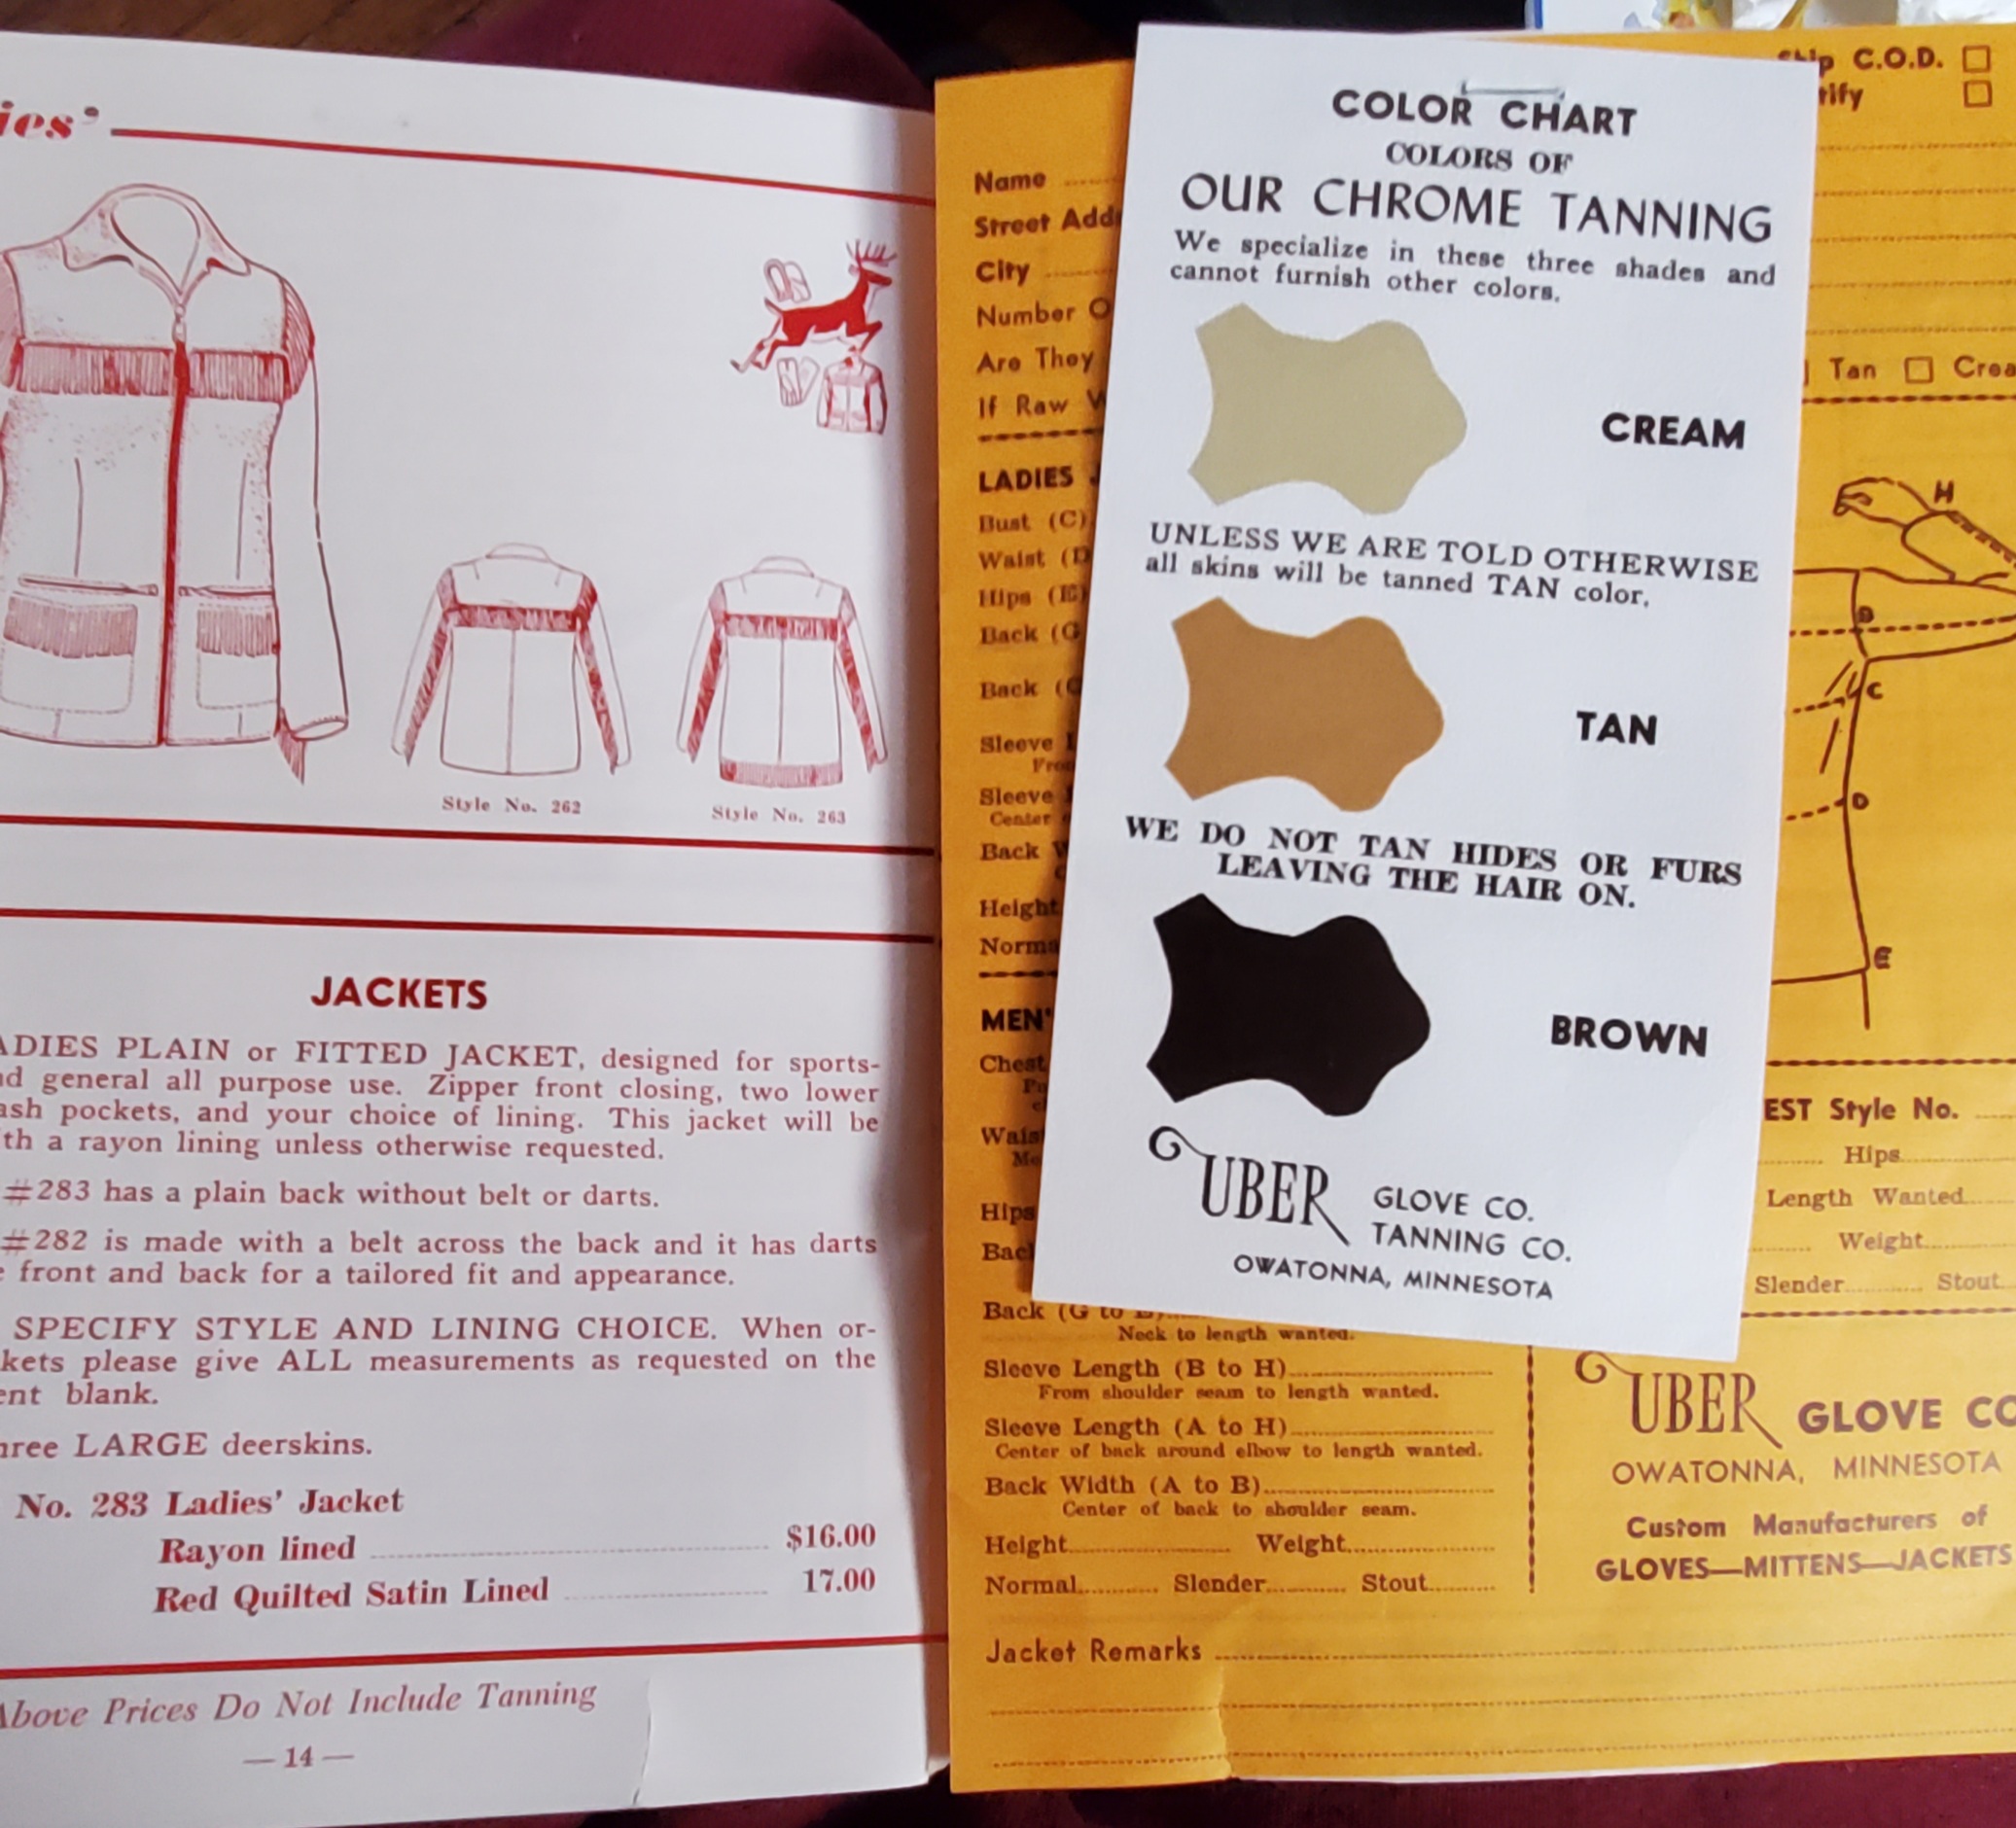 ies'
Style No. 262
Style No. 263
JACKETS
ADIES PLAIN or FITTED JACKET, designed for sports-
nd general all purpose use. Zipper front closing, two lower
ash pockets, and your choice of lining. This jacket will be
th a rayon lining unless otherwise requested.
#283 has a plain back without belt or darts.
#282 is made with a belt across the back and it has darts
front and back for a tailored fit and appearance.
SPECIFY STYLE AND LINING CHOICE. When or-
kets please give ALL measurements as requested on the
ent blank.
hree LARGE deerskins.
No. 283 Ladies' Jacket
Rayon lined $16.00
Red Quilted Satin Lined 17.00
Above Prices Do Not Include Tanning
— 14 —
COLOR CHART
COLORS OF
OUR CHROME TANNING
We specialize in these three shades and
cannot furnish other colors.
CREAM
UNLESS WE ARE TOLD OTHERWISE
all skins will be tanned TAN color.
TAN
WE DO NOT TAN HIDES OR FURS
LEAVING THE HAIR ON.
BROWN
UBER GLOVE CO.
TANNING CO.
OWATONNA, MINNESOTA
Ship C.O.D.
tify
Name
Street Add
City
Number O
Are They
If Raw W
Tan Crea
LADIES J
Bust (C)
Waist (D
Hips (E)
Back (G
Back (G
Sleeve
Fro
Sleeve
Center
Back W
Height
Norma
MEN'
Chest
Wais
Hips
Bac
Back (G to
Neck to length wanted.
Sleeve Length (B to H)
From shoulder seam to length wanted.
Sleeve Length (A to H)
Center of back around elbow to length wanted.
Back Width (A to B)
Center of back to shoulder seam.
Height Weight
Normal Slender Stout
Jacket Remarks
H
B
C
D
E
EST Style No.
Hips
Length Wanted
Weight
Slender Stout
UBER GLOVE CO
OWATONNA, MINNESOTA
Custom Manufacturers of
GLOVES—MITTENS—JACKETS